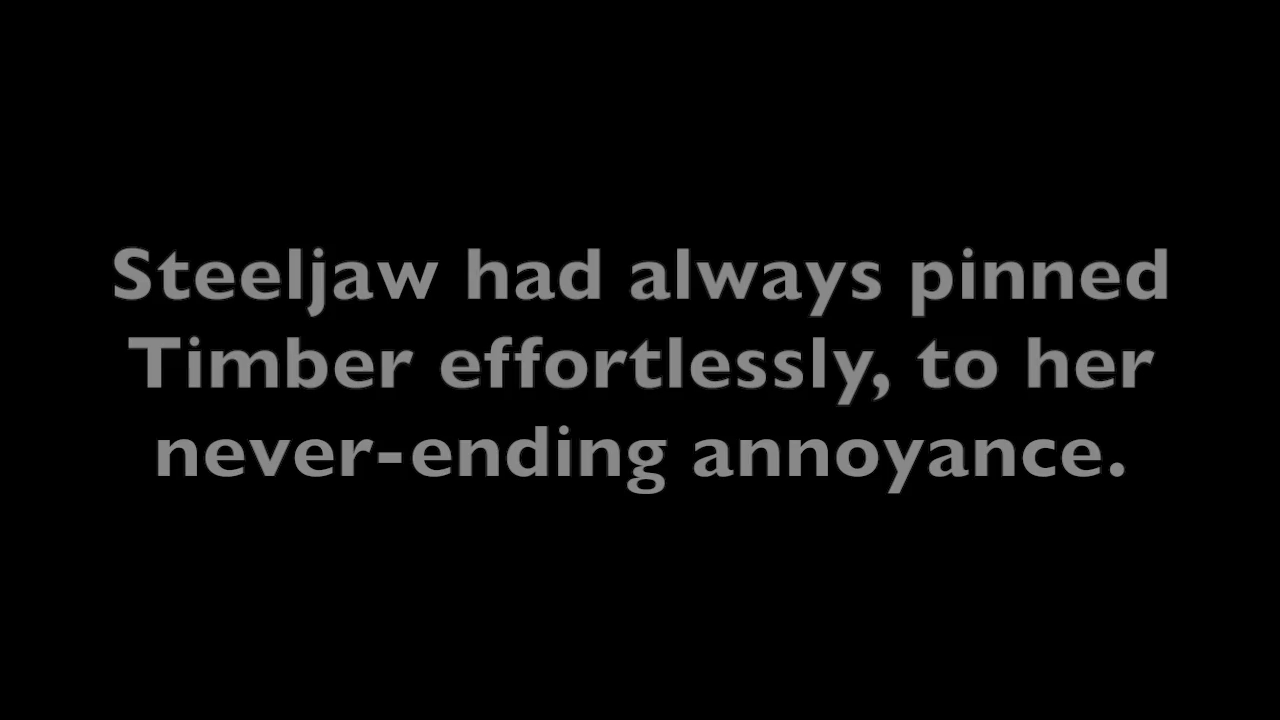 Steeljaw had always pinned
Timber effortlessly, to her
never-ending annoyance.